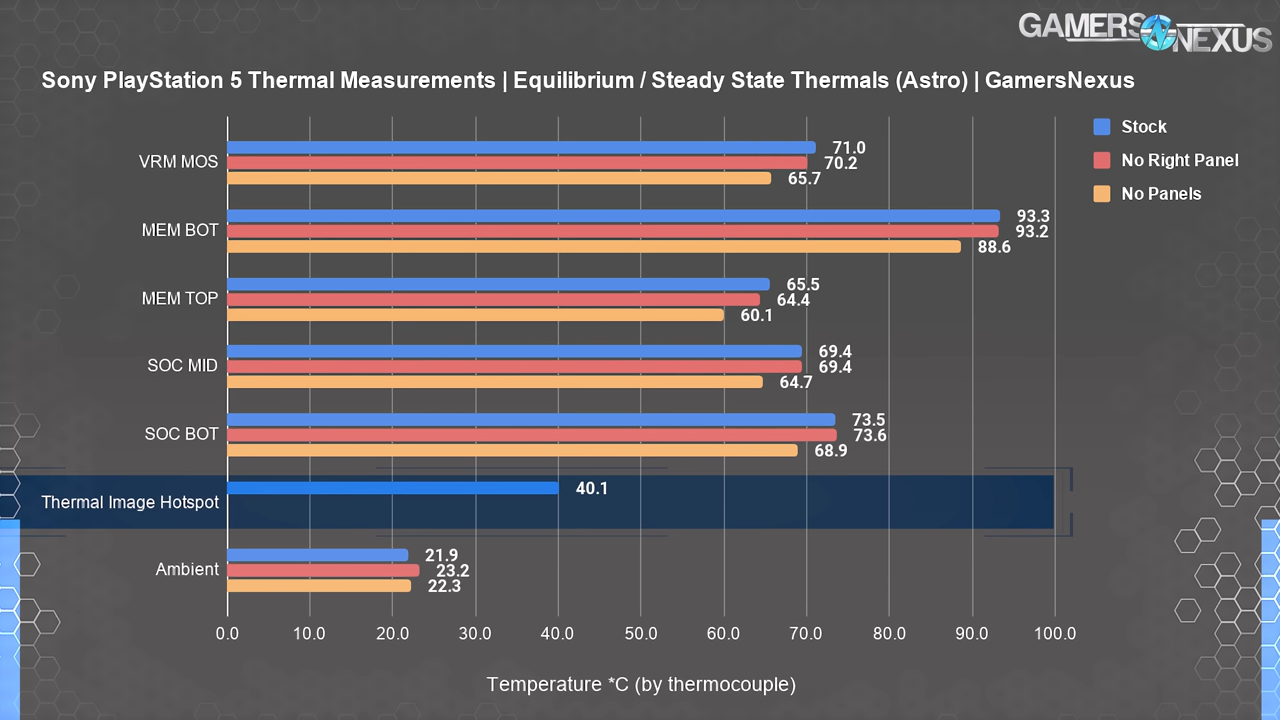 GAMERS NEXUS
Sony PlayStation 5 Thermal Measurements | Equilibrium / Steady State Thermals (Astro) | GamersNexus
Stock
No Right Panel
No Panels
VRM MOS
71.0
70.2
65.7
MEM BOT
93.3
93.2
88.6
MEM TOP
65.5
64.4
60.1
SOC MID
69.4
69.4
64.7
SOC BOT
73.5
73.6
68.9
Thermal Image Hotspot
40.1
Ambient
21.9
23.2
22.3
0.0 10.0 20.0 30.0 40.0 50.0 60.0 70.0 80.0 90.0 100.0
Temperature *C (by thermocouple)